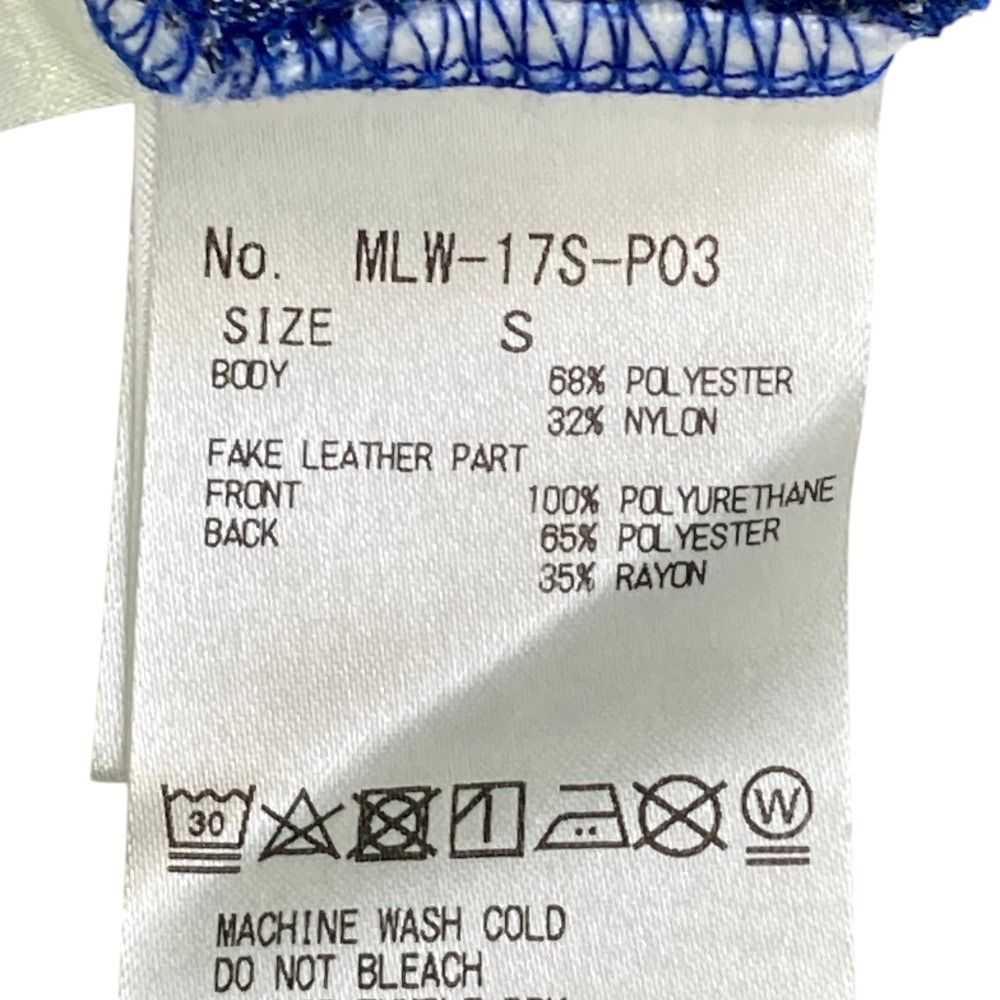 No. MLW-17S-P03
SIZE S
BODY 68% POLYESTER
32% NYLON
FAKE LEATHER PART
FRONT 100% POLYURETHANE
BACK 65% POLYESTER
35% RAYON
30 W
MACHINE WASH COLD
DO NOT BLEACH